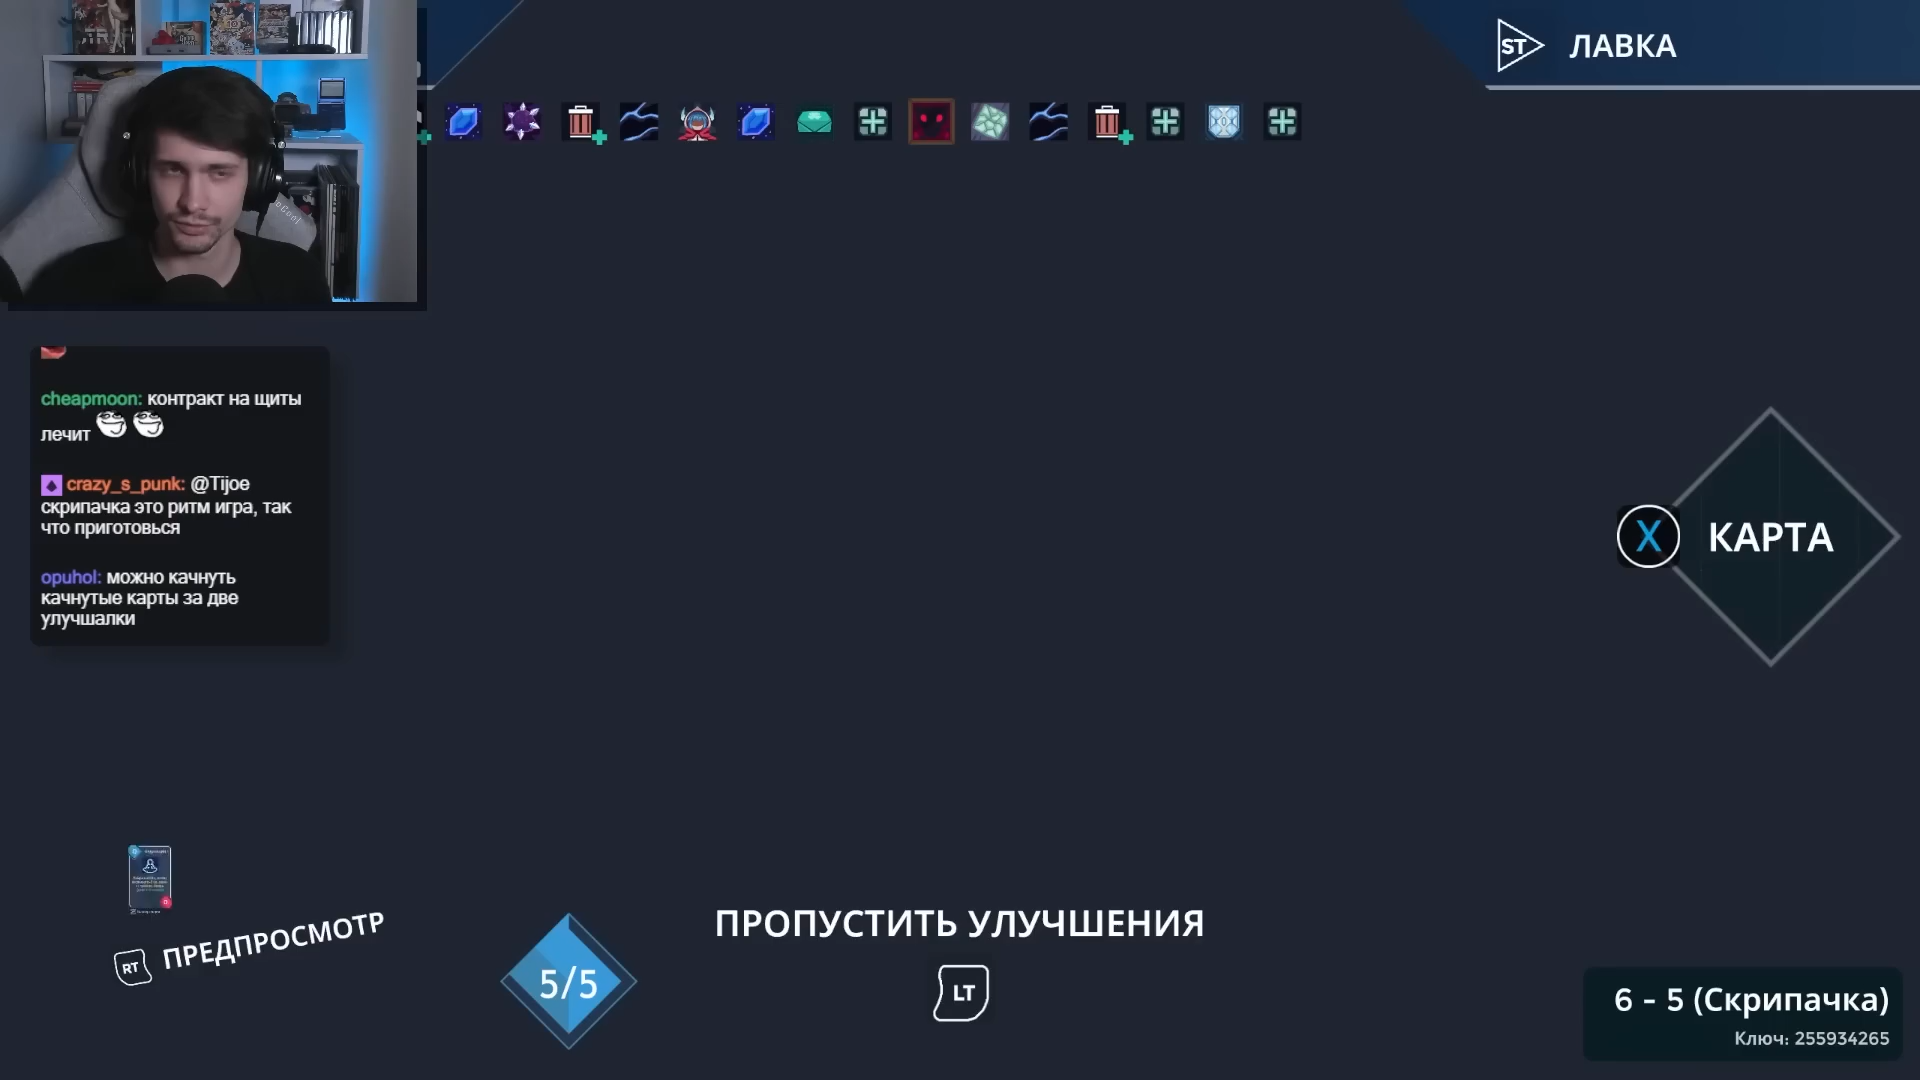 ST ЛАВКА
cheapmoon: контракт на щиты
лечит
crazy_s_punk: @Tijoe
скрипачка это ритм игра, так
что приготовься
opuhol: можно качнуть
качнутые карты за две
улучшалки
X КАРТА
RT ПРЕДПРОСМОТР
5/5
ПРОПУСТИТЬ УЛУЧШЕНИЯ
LT
6 - 5 (Скрипачка)
Ключ: 255934265